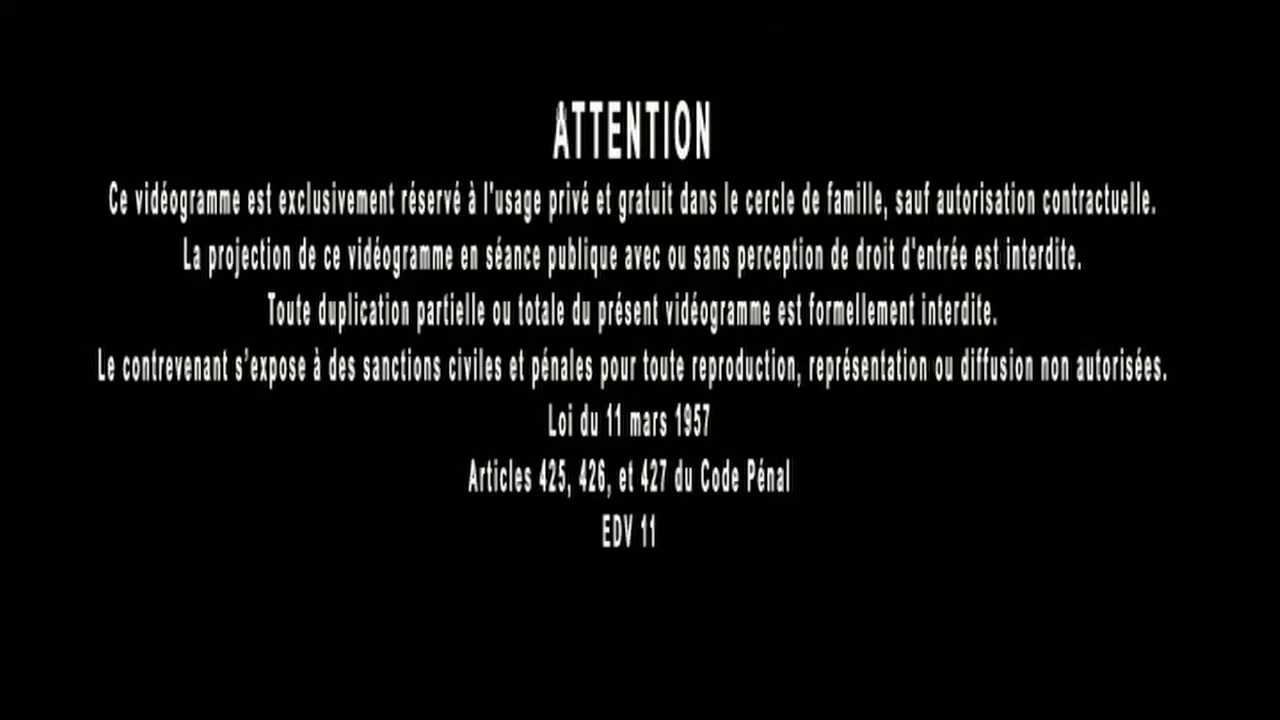 ATTENTION
Ce vidéogramme est exclusivement réservé à l'usage privé et gratuit dans le cercle de famille, sauf autorisation contractuelle.
La projection de ce vidéogramme en séance publique avec ou sans perception de droit d'entrée est interdite.
Toute duplication partielle ou totale du présent vidéogramme est formellement interdite.
Le contrevenant s’expose à des sanctions civiles et pénales pour toute reproduction, représentation ou diffusion non autorisées.
Loi du 11 mars 1957
Articles 425, 426, et 427 du Code Pénal
EDV 11